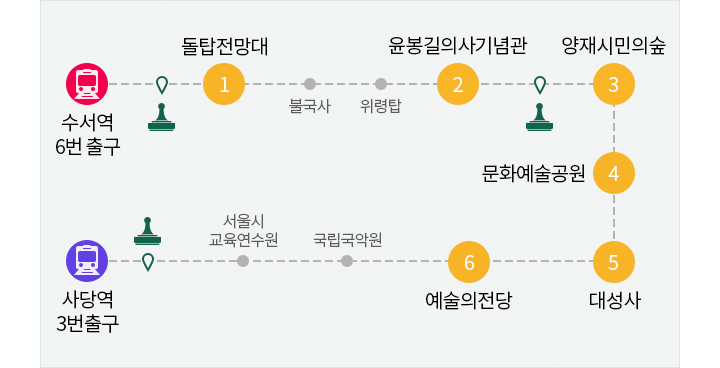 돌탑전망대
윤봉길의사기념관
양재시민의숲
1
2
3
불국사
위령탑
수서역
6번 출구
문화예술공원
4
서울시
교육연수원
국립국악원
6
5
사당역
3번출구
예술의전당
대성사